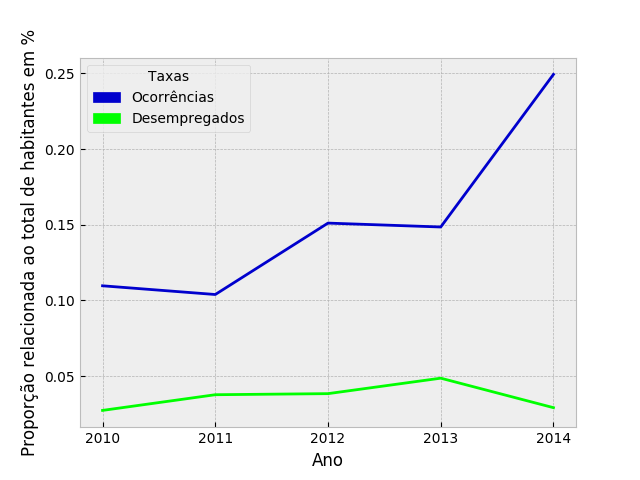 Proporção relacionada ao total de habitantes em %
0.25
0.20
0.15
0.10
0.05
Taxas
Ocorrências
Desempregados
2010 2011 2012 2013 2014
Ano